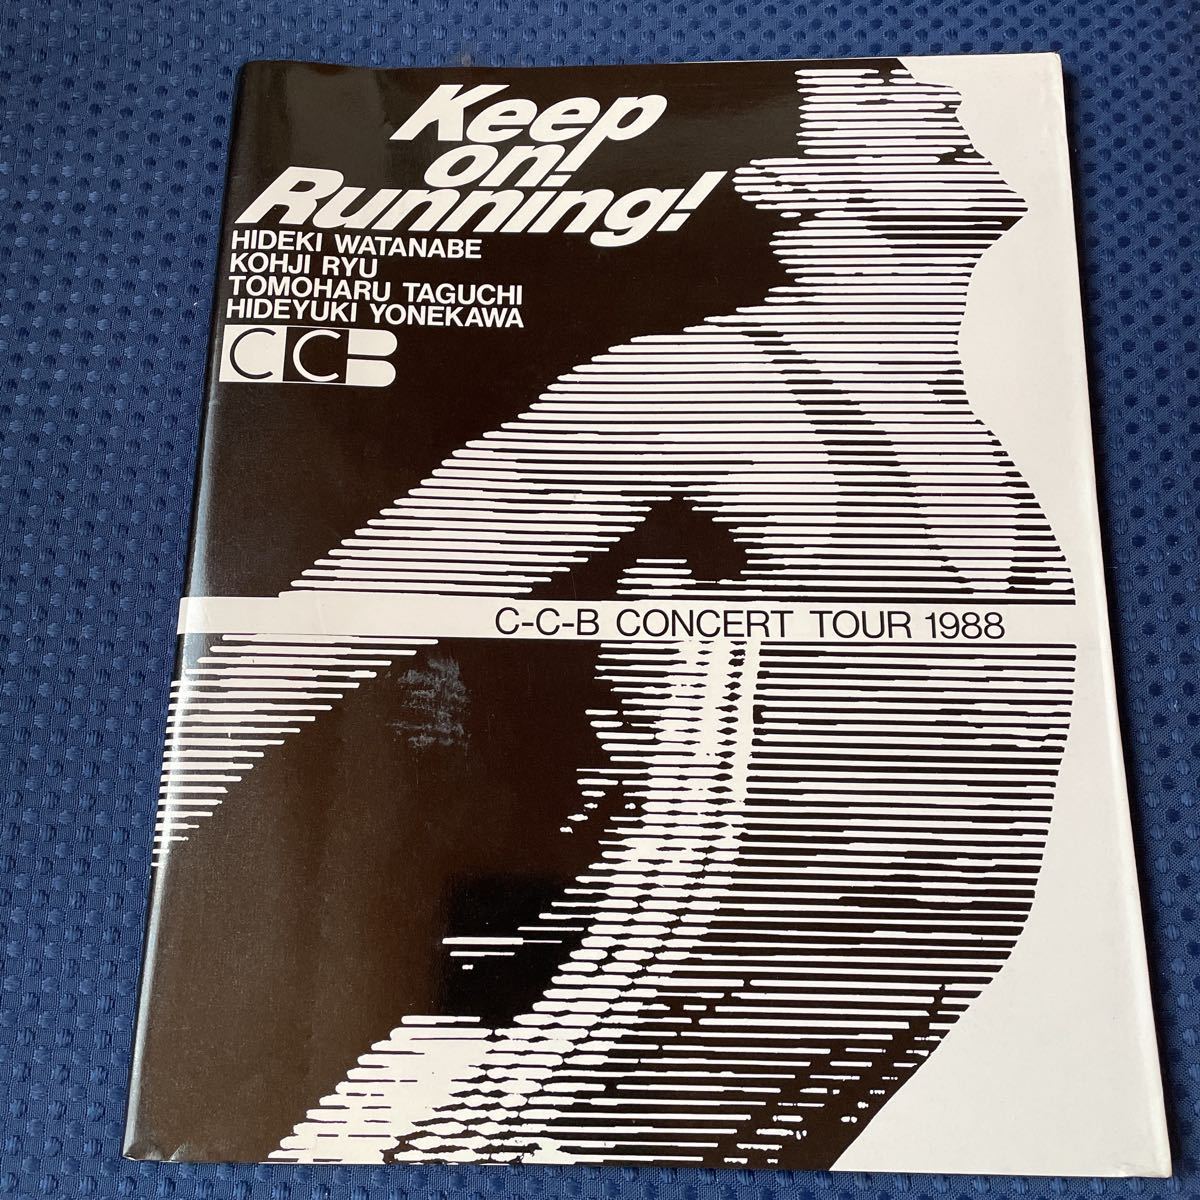 Keep
on!
Running!
HIDEKI WATANABE
KOHJI RYU
TOMOHARU TAGUCHI
HIDEYUKI YONEKAWA
CCB
C-C-B CONCERT TOUR 1988